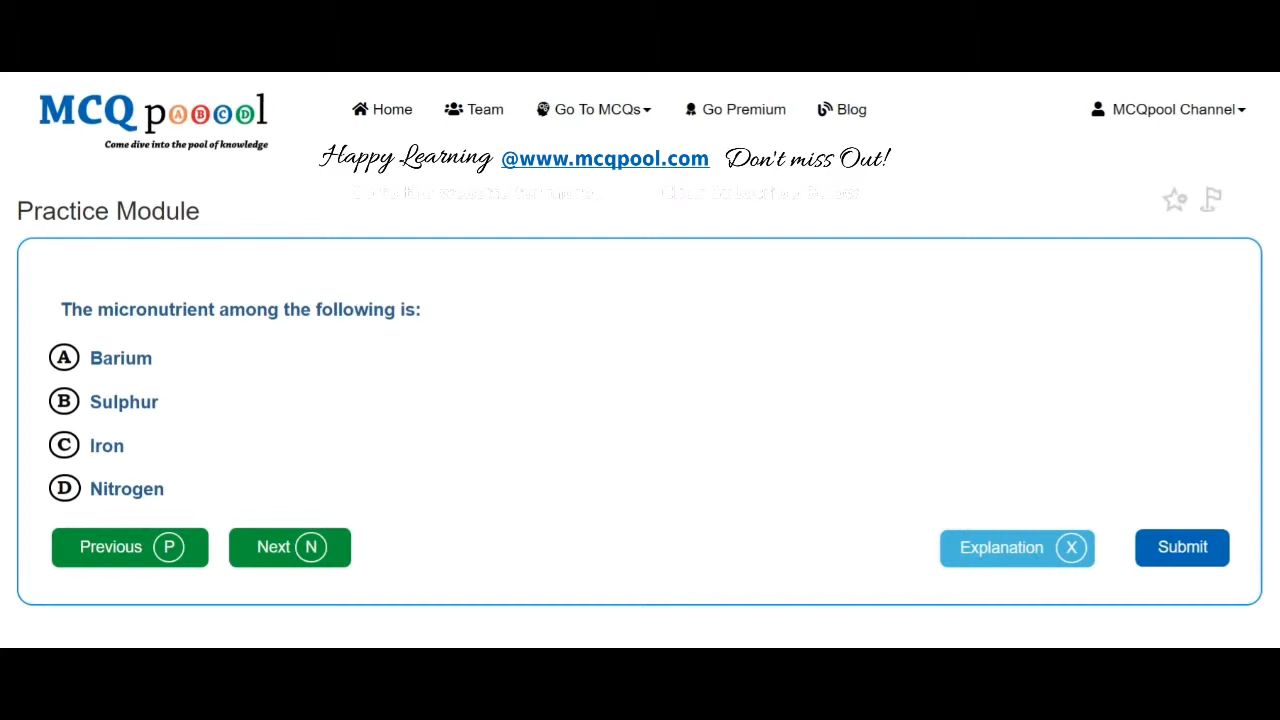 MCQ pooool
Come dive into the pool of knowledge
Home Team Go To MCQs Go Premium Blog MCQpool Channel
Happy Learning @www.mcqpool.com Don't miss Out!
Practice Module
The micronutrient among the following is:
A Barium
B Sulphur
C Iron
D Nitrogen
Previous P Next N Explanation X Submit